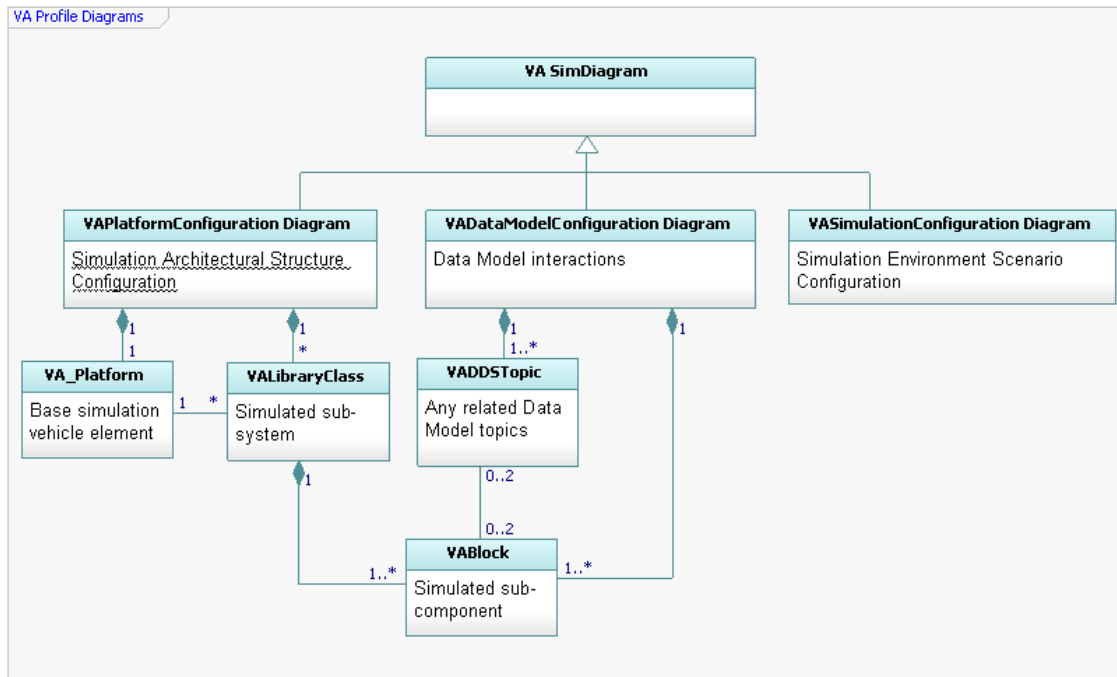 VA Profile Diagrams
VA SimDiagram
VAPlatformConfiguration Diagram
Simulation Architectural Structure
Configuration
VADataModelConfiguration Diagram
Data Model interactions
VASimulationConfiguration Diagram
Simulation Environment Scenario
Configuration
1
1
1
*
1
1..*
1
VA_Platform
Base simulation
vehicle element
1
*
VALibraryClass
Simulated sub-
system
VADDSTopic
Any related Data
Model topics
1
0..2
0..2
1..*
1..*
VABlock
Simulated sub-
component